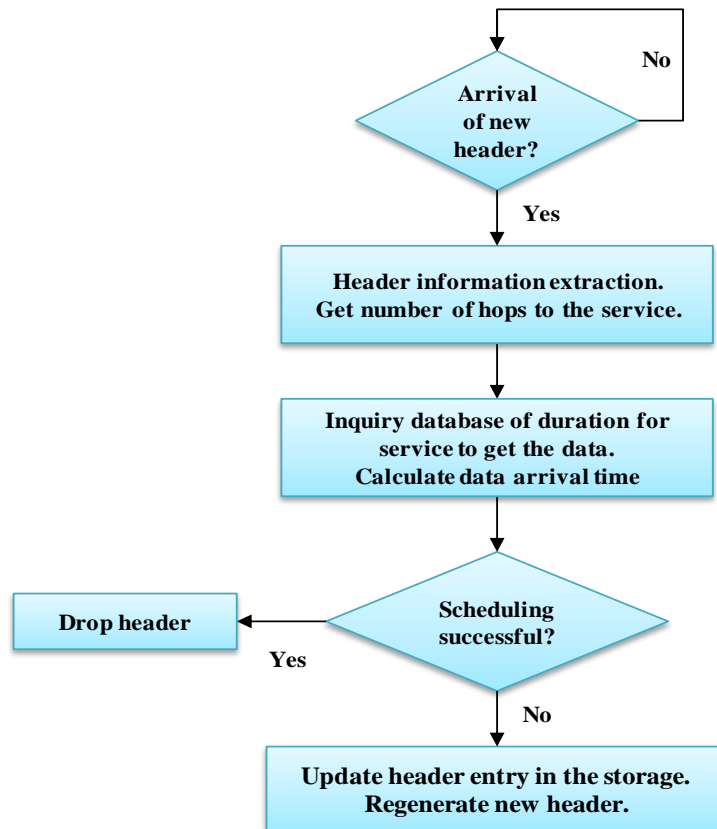 No
Arrival
of new
header?
Yes
Header information extraction.
Get number of hops to the service.
Inquiry database of duration for
service to get the data.
Calculate data arrival time
Scheduling
successful?
Drop header
Yes
No
Update header entry in the storage.
Regenerate new header.